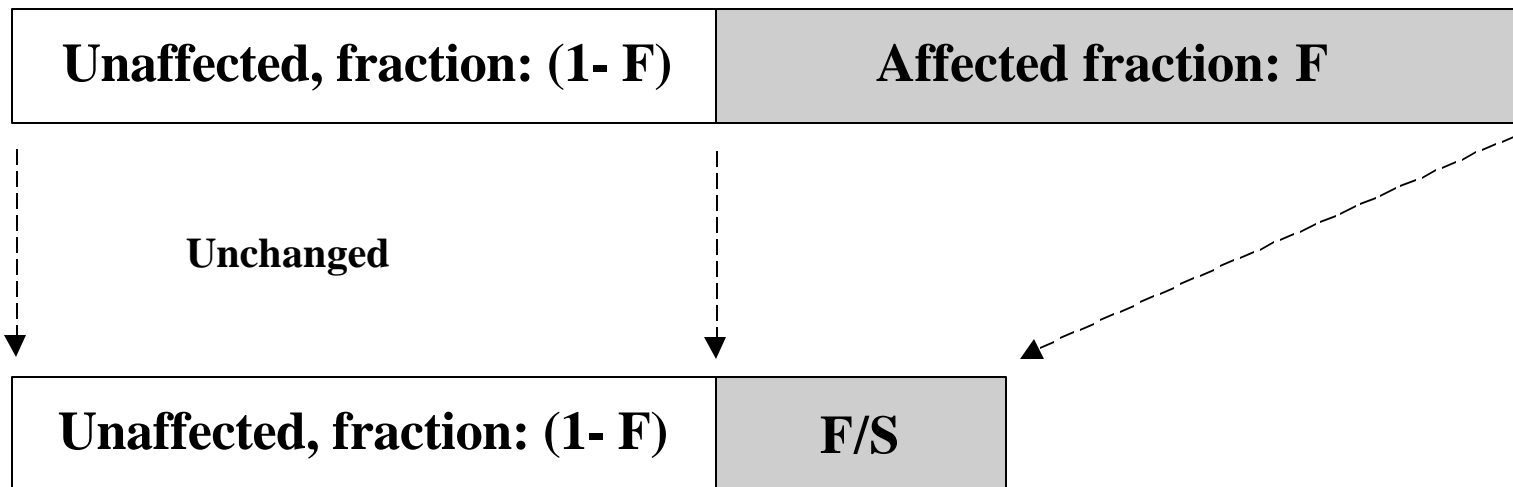 Unaffected, fraction: (1- F)
Affected fraction: F
Unchanged
Unaffected, fraction: (1- F)
F/S